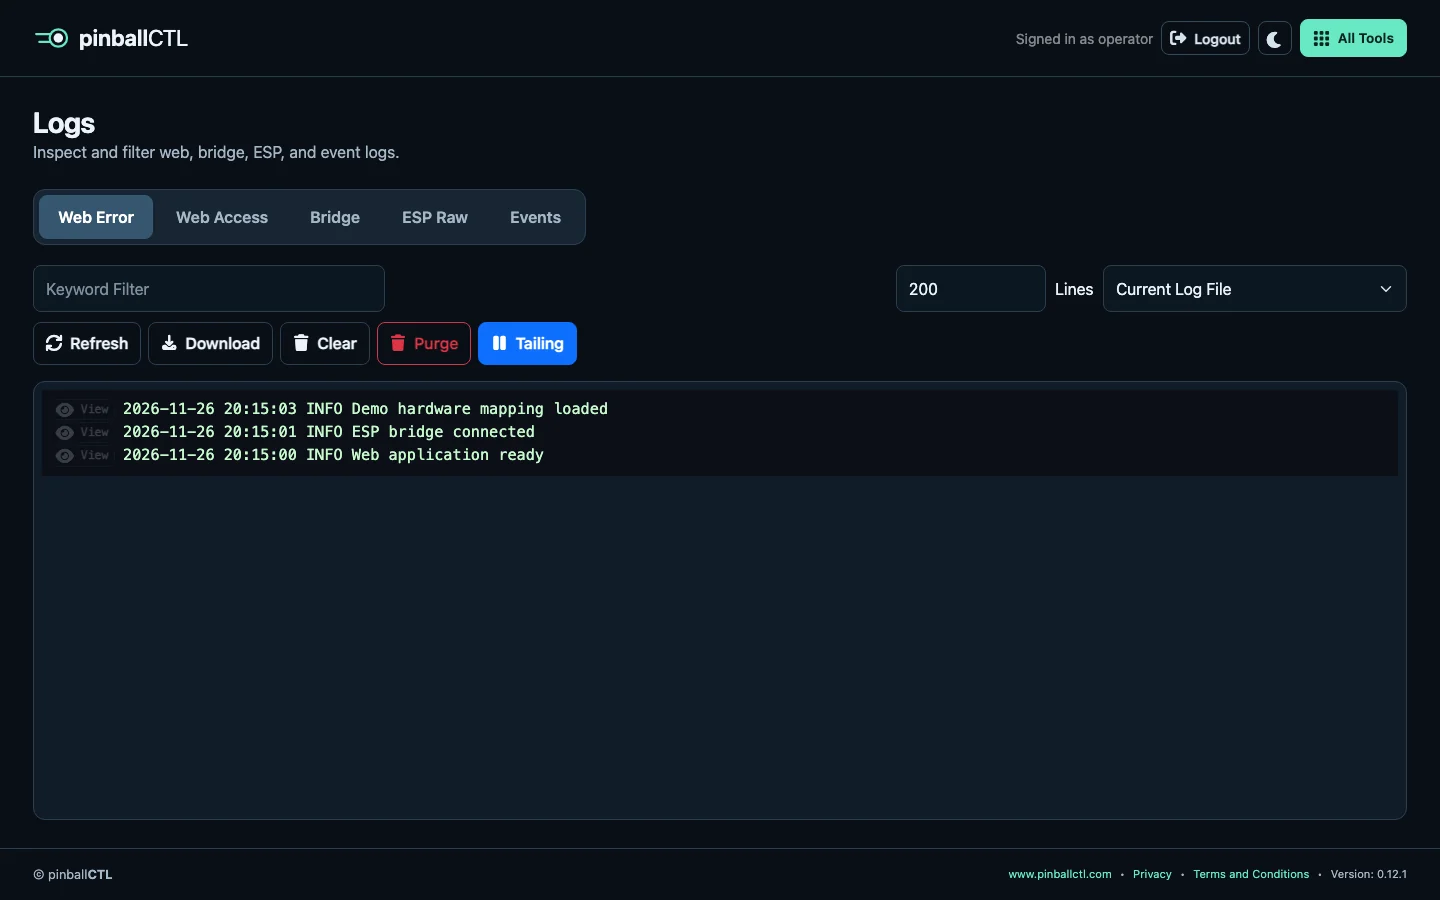 pinballCTL
Signed in as operator
Logout
All Tools
Logs
Inspect and filter web, bridge, ESP, and event logs.
Web Error
Web Access
Bridge
ESP Raw
Events
Keyword Filter
200
Lines
Current Log File
Refresh
Download
Clear
Purge
Tailing
View 2026-11-26 20:15:03 INFO Demo hardware mapping loaded
View 2026-11-26 20:15:01 INFO ESP bridge connected
View 2026-11-26 20:15:00 INFO Web application ready
© pinballCTL
www.pinballctl.com • Privacy • Terms and Conditions • Version: 0.12.1